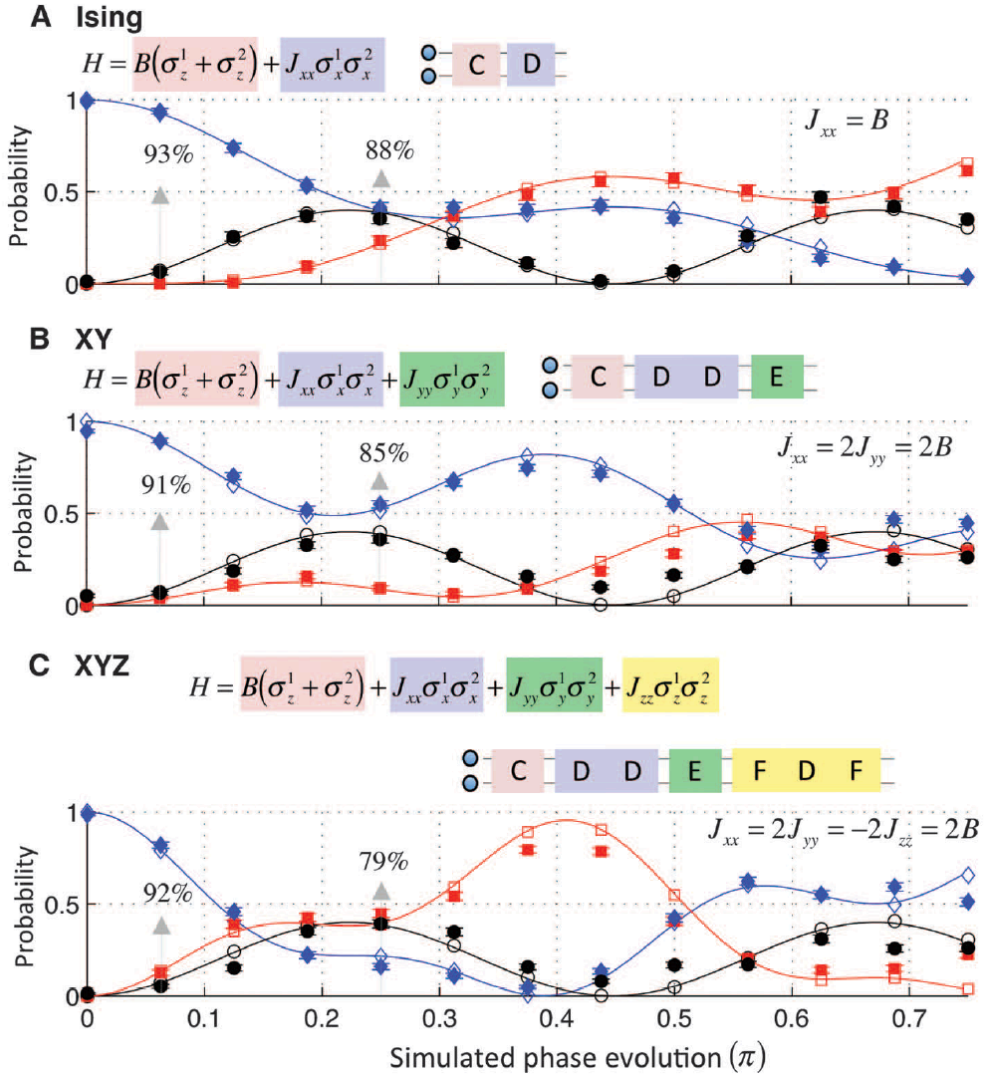 A Ising
H = B(σ_z^1 + σ_z^2) + J_xx σ_x^1 σ_x^2
C D
J_xx = B
Probability
1
0.5
0
93%
88%
B XY
H = B(σ_z^1 + σ_z^2) + J_xx σ_x^1 σ_x^2 + J_yy σ_y^1 σ_y^2
C D D E
J_xx = 2J_yy = 2B
Probability
1
0.5
0
91%
85%
C XYZ
H = B(σ_z^1 + σ_z^2) + J_xx σ_x^1 σ_x^2 + J_yy σ_y^1 σ_y^2 + J_zz σ_z^1 σ_z^2
C D D E F D F
J_xx = 2J_yy = -2J_zz = 2B
Probability
1
0.5
0
92%
79%
0 0.1 0.2 0.3 0.4 0.5 0.6 0.7
Simulated phase evolution (π)